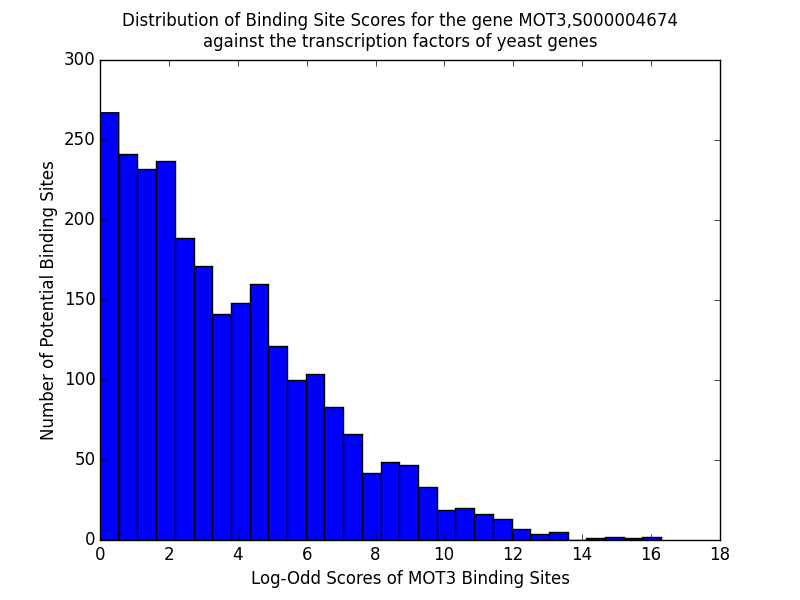 Distribution of Binding Site Scores for the gene MOT3,S000004674
against the transcription factors of yeast genes
300
250
200
150
100
50
0
Number of Potential Binding Sites
0 2 4 6 8 10 12 14 16 18
Log-Odd Scores of MOT3 Binding Sites